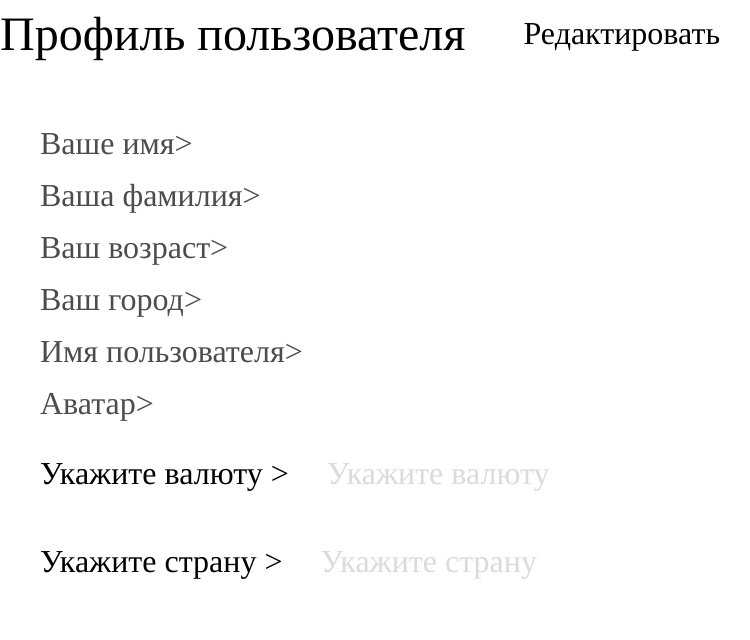 Профиль пользователя Редактировать
Ваше имя>
Ваша фамилия>
Ваш возраст>
Ваш город>
Имя пользователя>
Аватар>
Укажите валюту > Укажите валюту
Укажите страну > Укажите страну